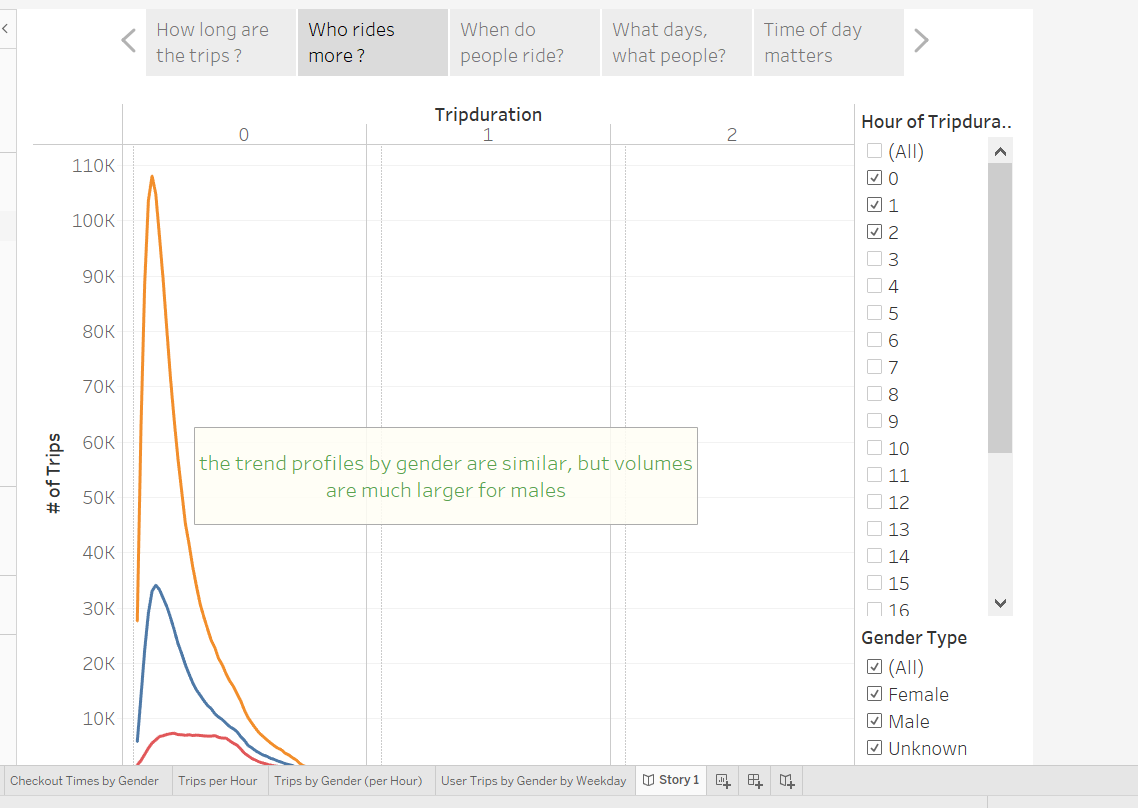 How long are
the trips ?
Who rides
more ?
When do
people ride?
What days,
what people?
Time of day
matters
Tripduration
0
1
2
110K
100K
90K
80K
70K
60K
50K
40K
30K
20K
10K
# of Trips
the trend profiles by gender are similar, but volumes
are much larger for males
Hour of Tripdura..
(All)
0
1
2
3
4
5
6
7
8
9
10
11
12
13
14
15
16
Gender Type
(All)
Female
Male
Unknown
Checkout Times by Gender
Trips per Hour
Trips by Gender (per Hour)
User Trips by Gender by Weekday
Story 1